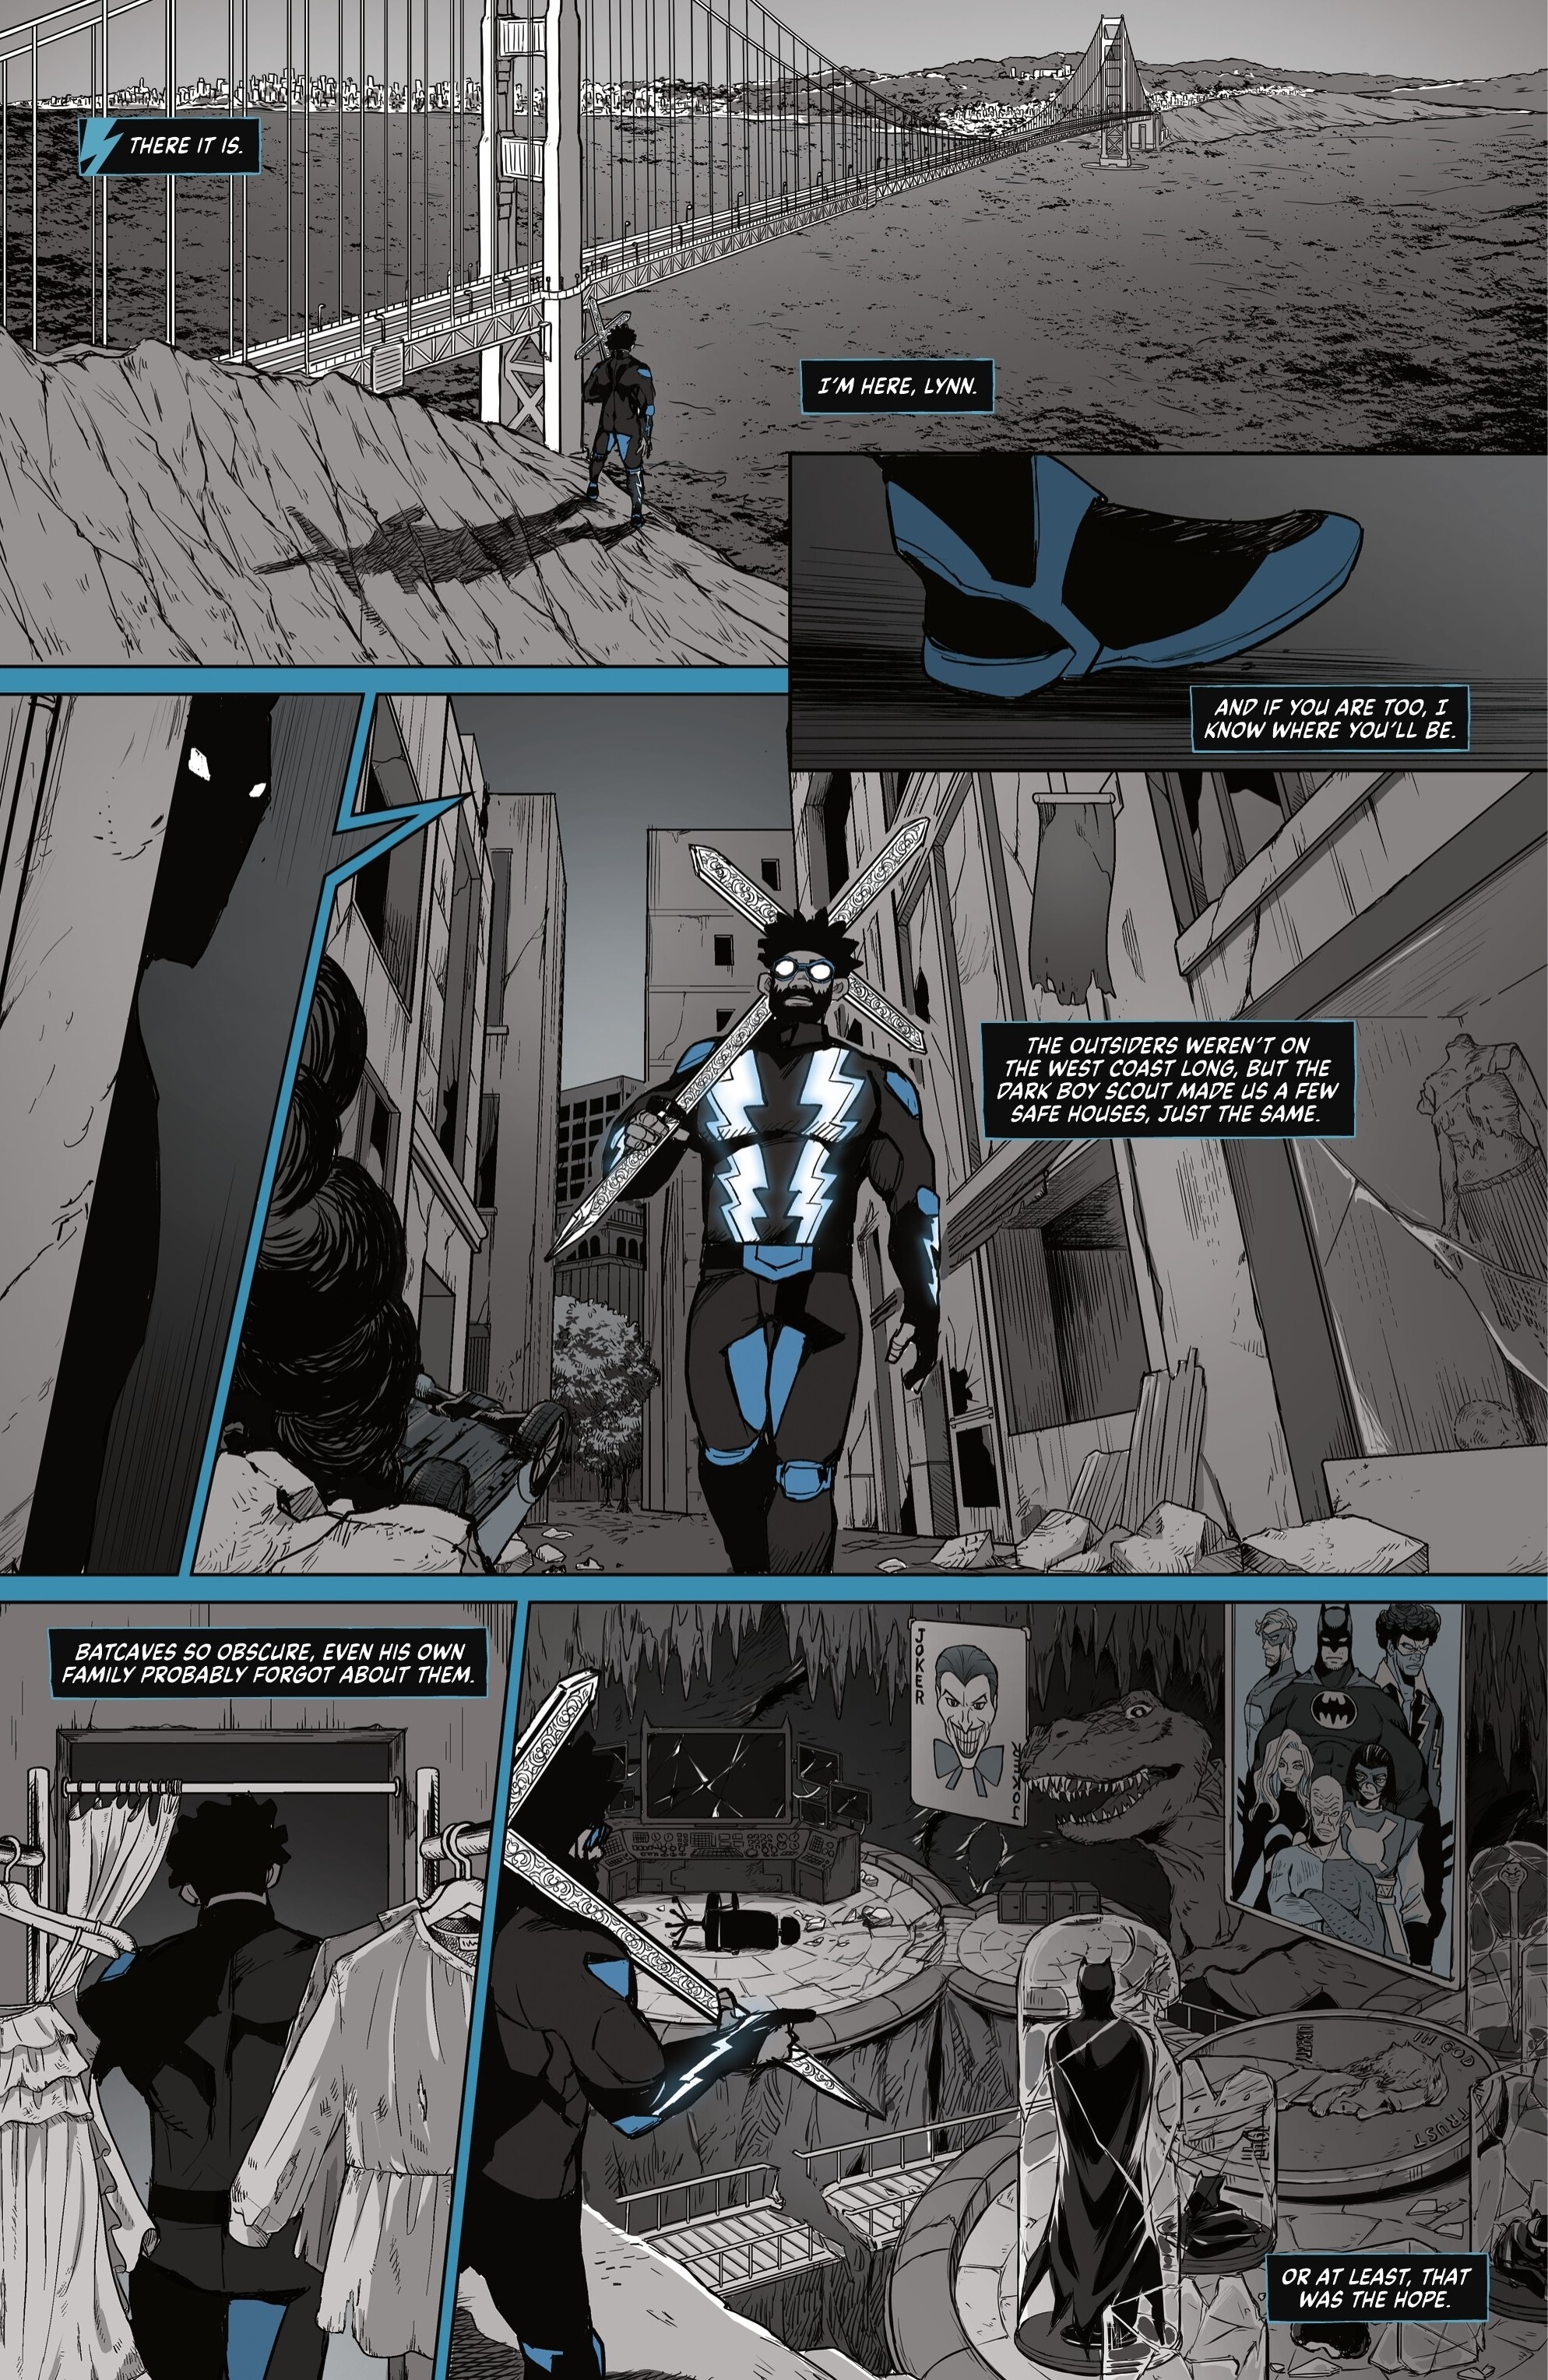 THERE IT IS.
I'M HERE, LYNN.
AND IF YOU ARE TOO, I
KNOW WHERE YOU'LL BE.
THE OUTSIDERS WEREN'T ON
THE WEST COAST LONG, BUT THE
DARK BOY SCOUT MADE US A FEW
SAFE HOUSES, JUST THE SAME.
BATCAVES SO OBSCURE, EVEN HIS OWN
FAMILY PROBABLY FORGOT ABOUT THEM.
JOKER
JOKER
LIBERTY
IN GOD
TRUST
OR AT LEAST, THAT
WAS THE HOPE.